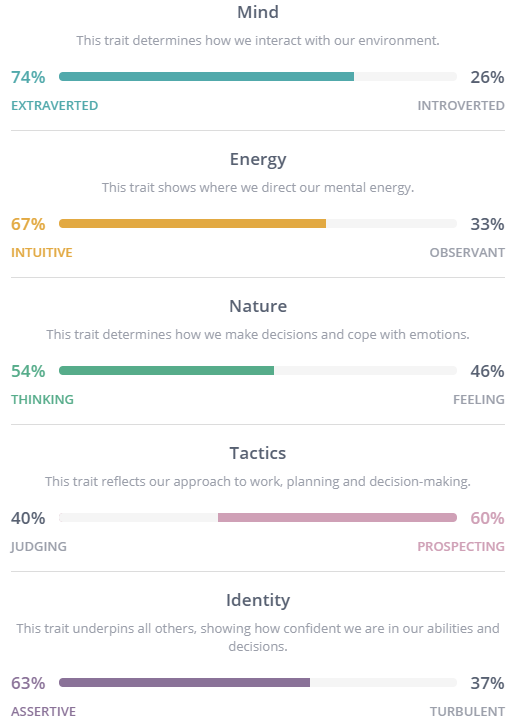 Mind
This trait determines how we interact with our environment.
74% 26%
EXTRAVERTED INTROVERTED
Energy
This trait shows where we direct our mental energy.
67% 33%
INTUITIVE OBSERVANT
Nature
This trait determines how we make decisions and cope with emotions.
54% 46%
THINKING FEELING
Tactics
This trait reflects our approach to work, planning and decision-making.
40% 60%
JUDGING PROSPECTING
Identity
This trait underpins all others, showing how confident we are in our abilities and
decisions.
63% 37%
ASSERTIVE TURBULENT